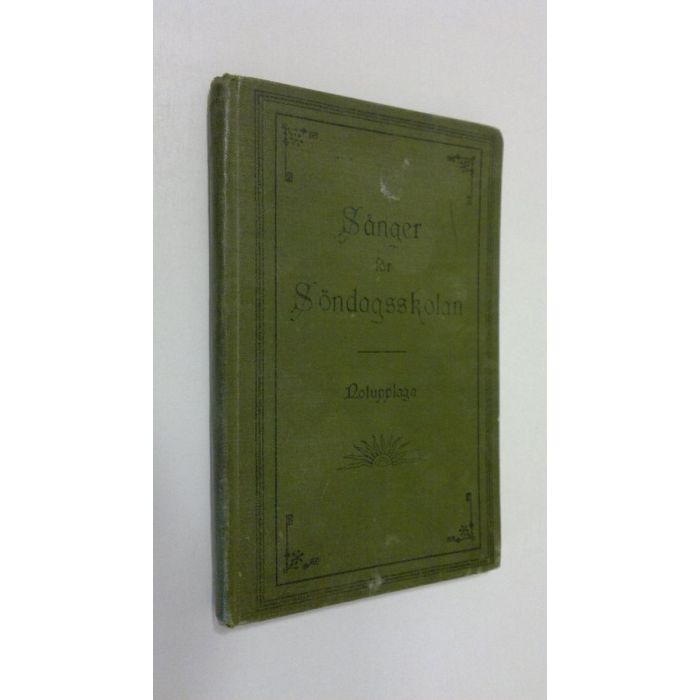 Sånger
för
Söndagsskolan
Notupplaga